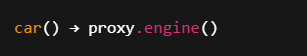 car() → proxy.engine()